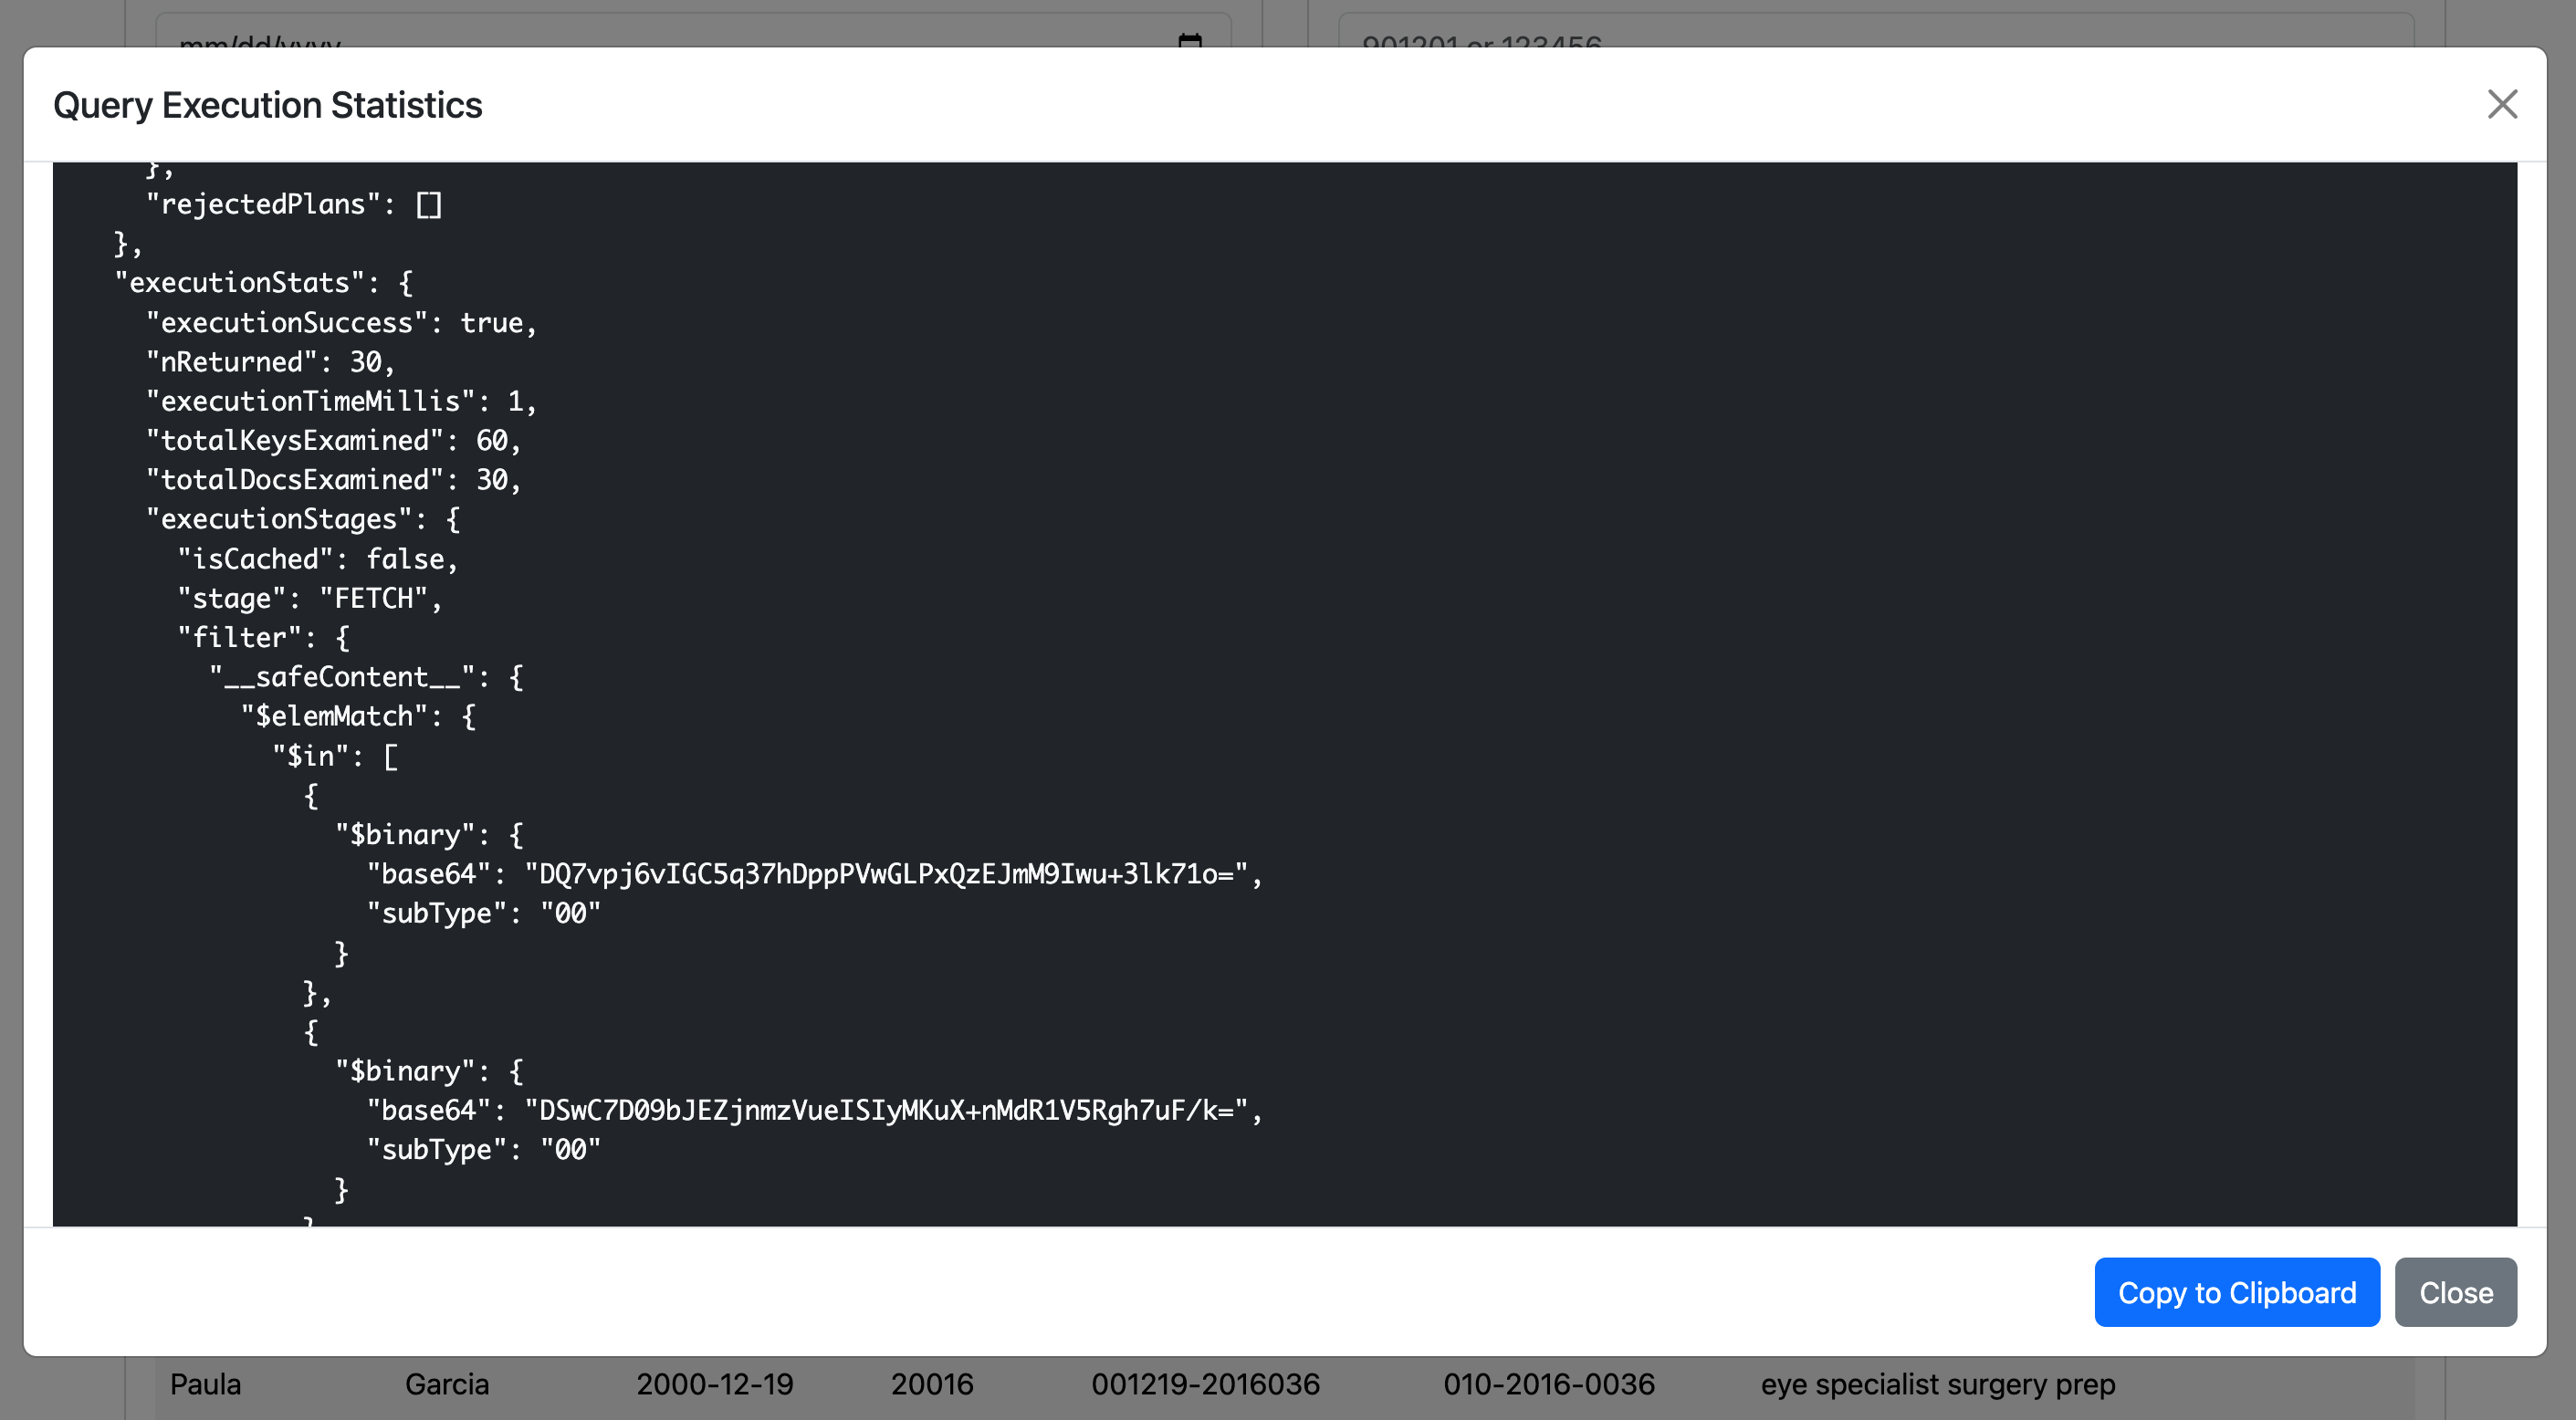 mm/dd/yyyy
901201 or 123456
Query Execution Statistics
},
"rejectedPlans": []
},
"executionStats": {
"executionSuccess": true,
"nReturned": 30,
"executionTimeMillis": 1,
"totalKeysExamined": 60,
"totalDocsExamined": 30,
"executionStages": {
"isCached": false,
"stage": "FETCH",
"filter": {
"__safeContent__": {
"$elemMatch": {
"$in": [
{
"$binary": {
"base64": "DQ7vpj6vIGC5q37hDppPVwGLPxQzEJmM9Iwu+3lk71o=",
"subType": "00"
}
},
{
"$binary": {
"base64": "DSwC7D09bJEZjnmzVueISIyMKuX+nMdR1V5Rgh7uF/k=",
"subType": "00"
}
}
Copy to Clipboard
Close
Paula Garcia 2000-12-19 20016 001219-2016036 010-2016-0036 eye specialist surgery prep